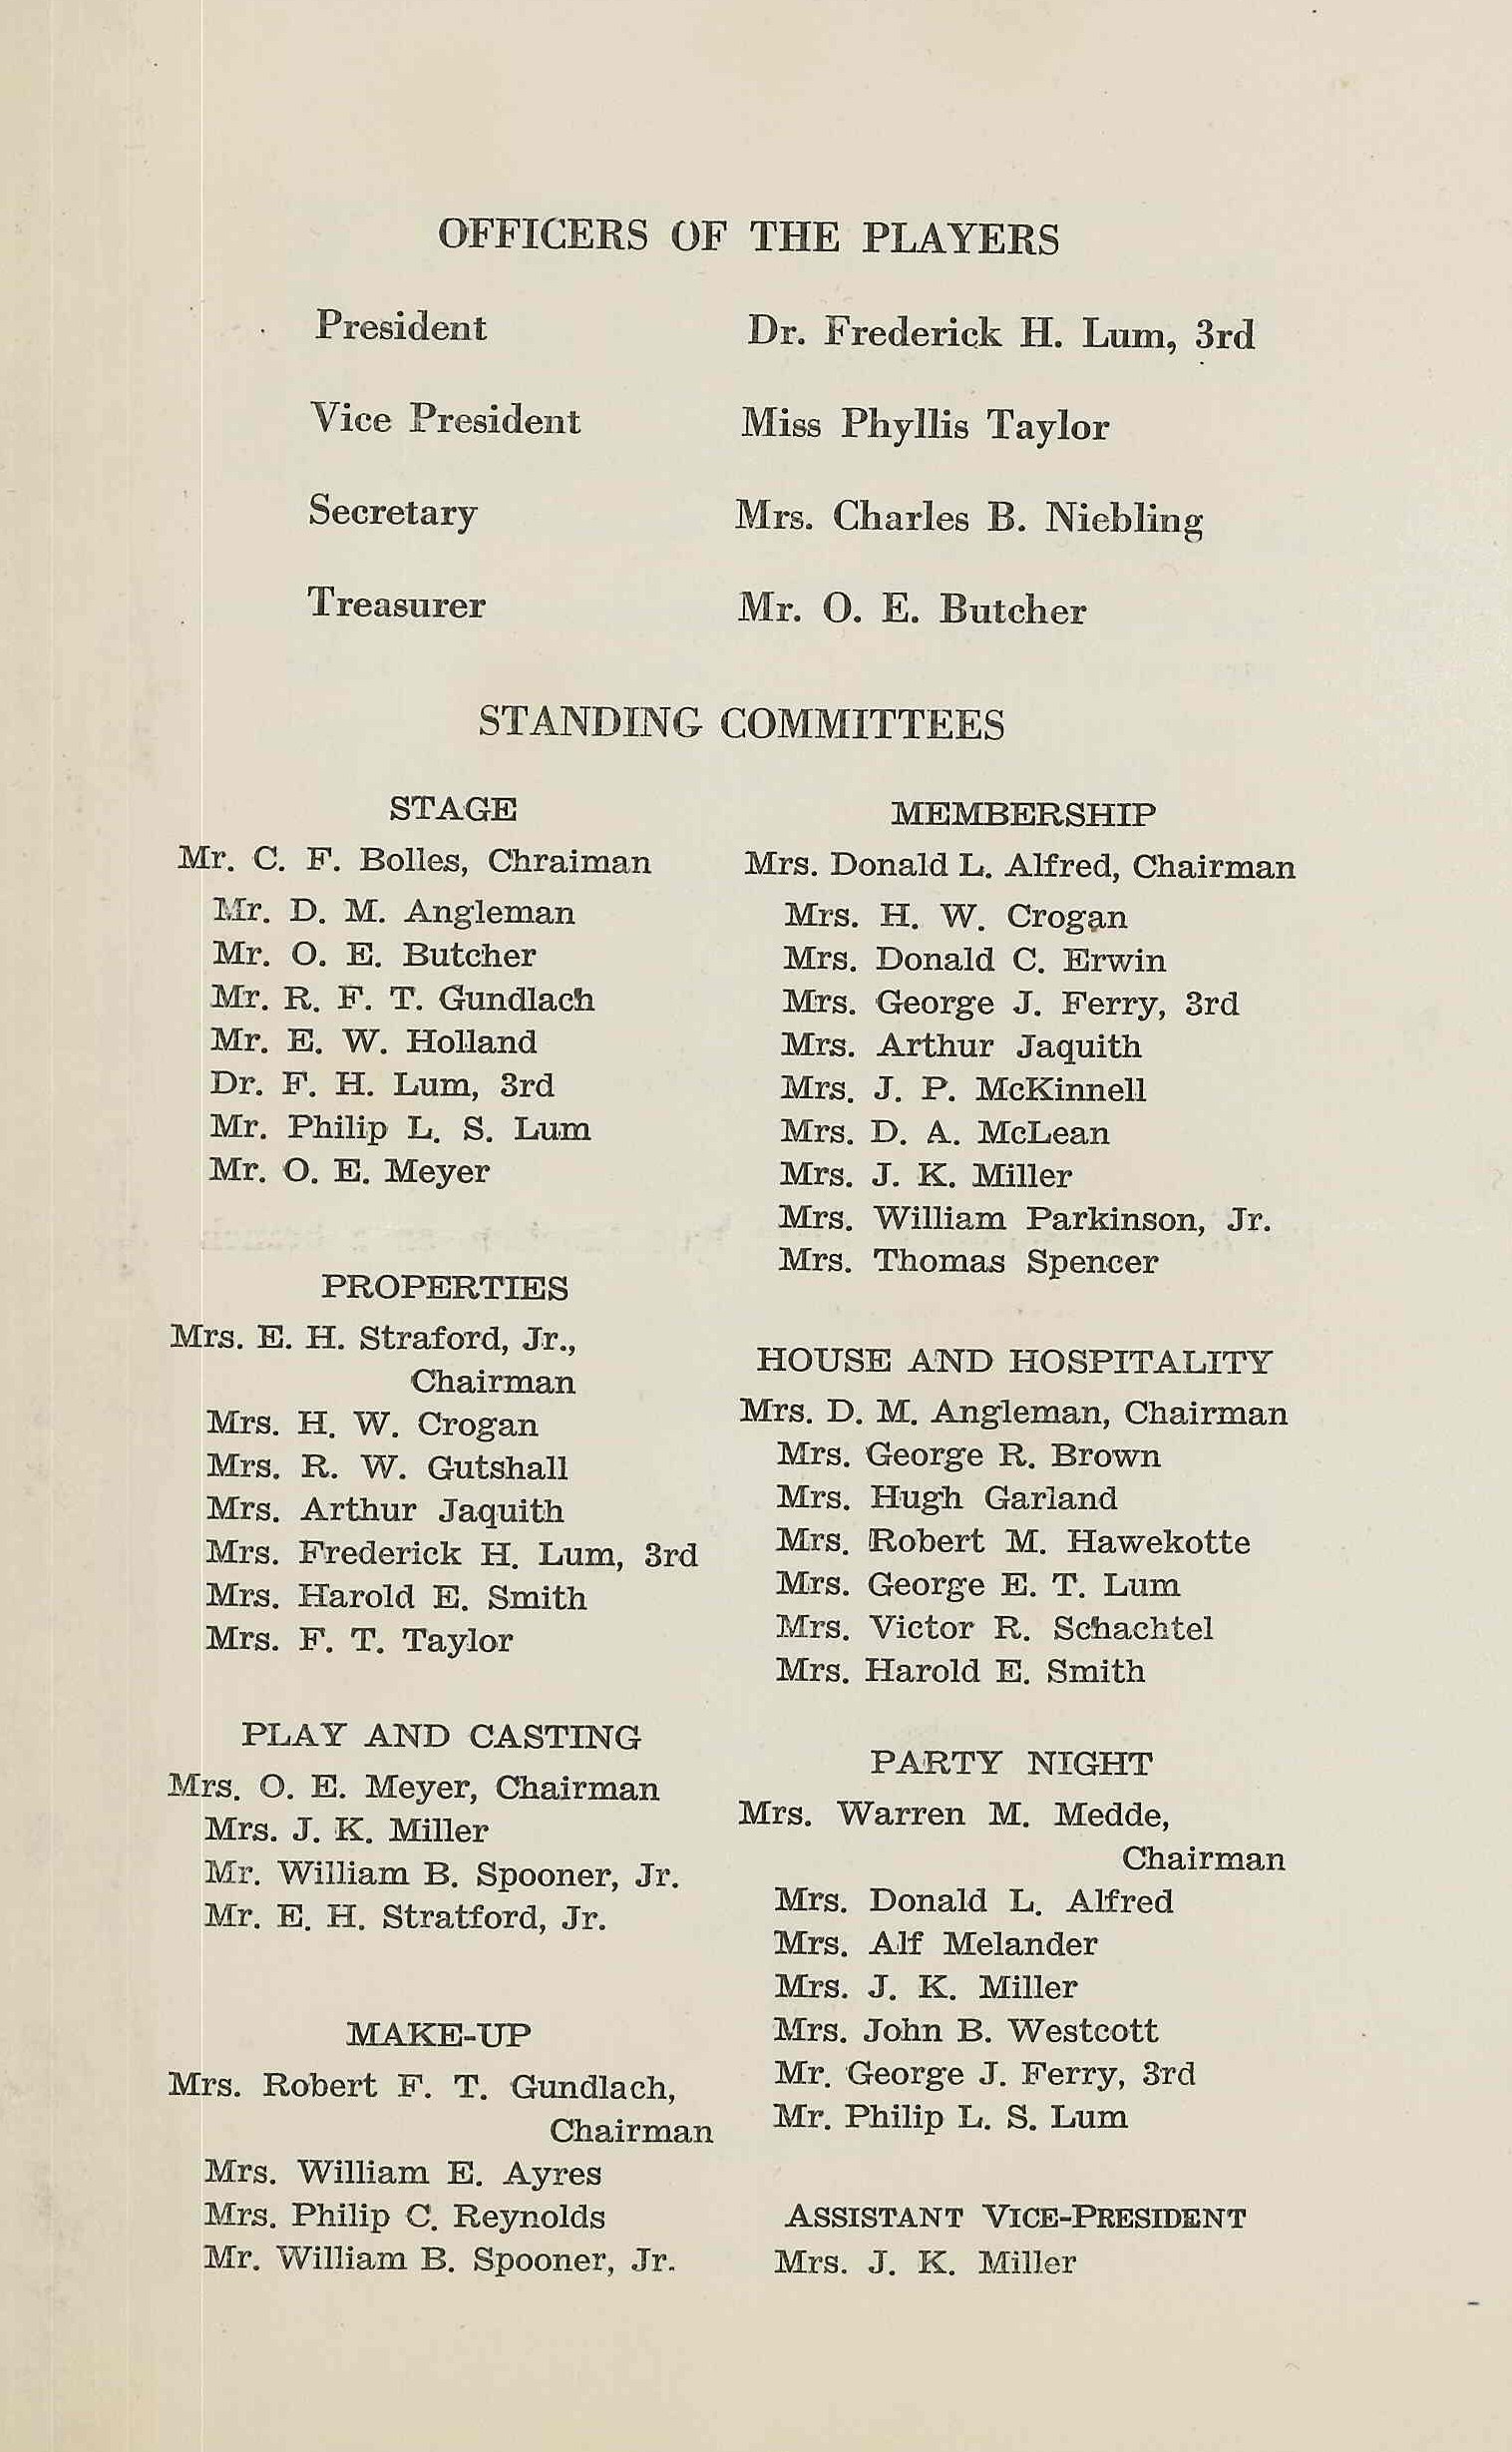 OFFICERS OF THE PLAYERS
President Dr. Frederick H. Lum, 3rd
Vice President Miss Phyllis Taylor
Secretary Mrs. Charles B. Niebling
Treasurer Mr. O. E. Butcher
STANDING COMMITTEES
STAGE
Mr. C. F. Bolles, Chraiman
Mr. D. M. Angleman
Mr. O. E. Butcher
Mr. R. F. T. Gundlach
Mr. E. W. Holland
Dr. F. H. Lum, 3rd
Mr. Philip L. S. Lum
Mr. O. E. Meyer
PROPERTIES
Mrs. E. H. Straford, Jr.,
Chairman
Mrs. H. W. Crogan
Mrs. R. W. Gutshall
Mrs. Arthur Jaquith
Mrs. Frederick H. Lum, 3rd
Mrs. Harold E. Smith
Mrs. F. T. Taylor
PLAY AND CASTING
Mrs. O. E. Meyer, Chairman
Mrs. J. K. Miller
Mr. William B. Spooner, Jr.
Mr. E. H. Stratford, Jr.
MAKE-UP
Mrs. Robert F. T. Gundlach,
Chairman
Mrs. William E. Ayres
Mrs. Philip C. Reynolds
Mr. William B. Spooner, Jr.
MEMBERSHIP
Mrs. Donald L. Alfred, Chairman
Mrs. H. W. Crogan
Mrs. Donald C. Erwin
Mrs. George J. Ferry, 3rd
Mrs. Arthur Jaquith
Mrs. J. P. McKinnell
Mrs. D. A. McLean
Mrs. J. K. Miller
Mrs. William Parkinson, Jr.
Mrs. Thomas Spencer
HOUSE AND HOSPITALITY
Mrs. D. M. Angleman, Chairman
Mrs. George R. Brown
Mrs. Hugh Garland
Mrs. Robert M. Hawekotte
Mrs. George E. T. Lum
Mrs. Victor R. Schachtel
Mrs. Harold E. Smith
PARTY NIGHT
Mrs. Warren M. Medde,
Chairman
Mrs. Donald L. Alfred
Mrs. Alf Melander
Mrs. J. K. Miller
Mrs. John B. Westcott
Mr. George J. Ferry, 3rd
Mr. Philip L. S. Lum
ASSISTANT VICE-PRESIDENT
Mrs. J. K. Miller